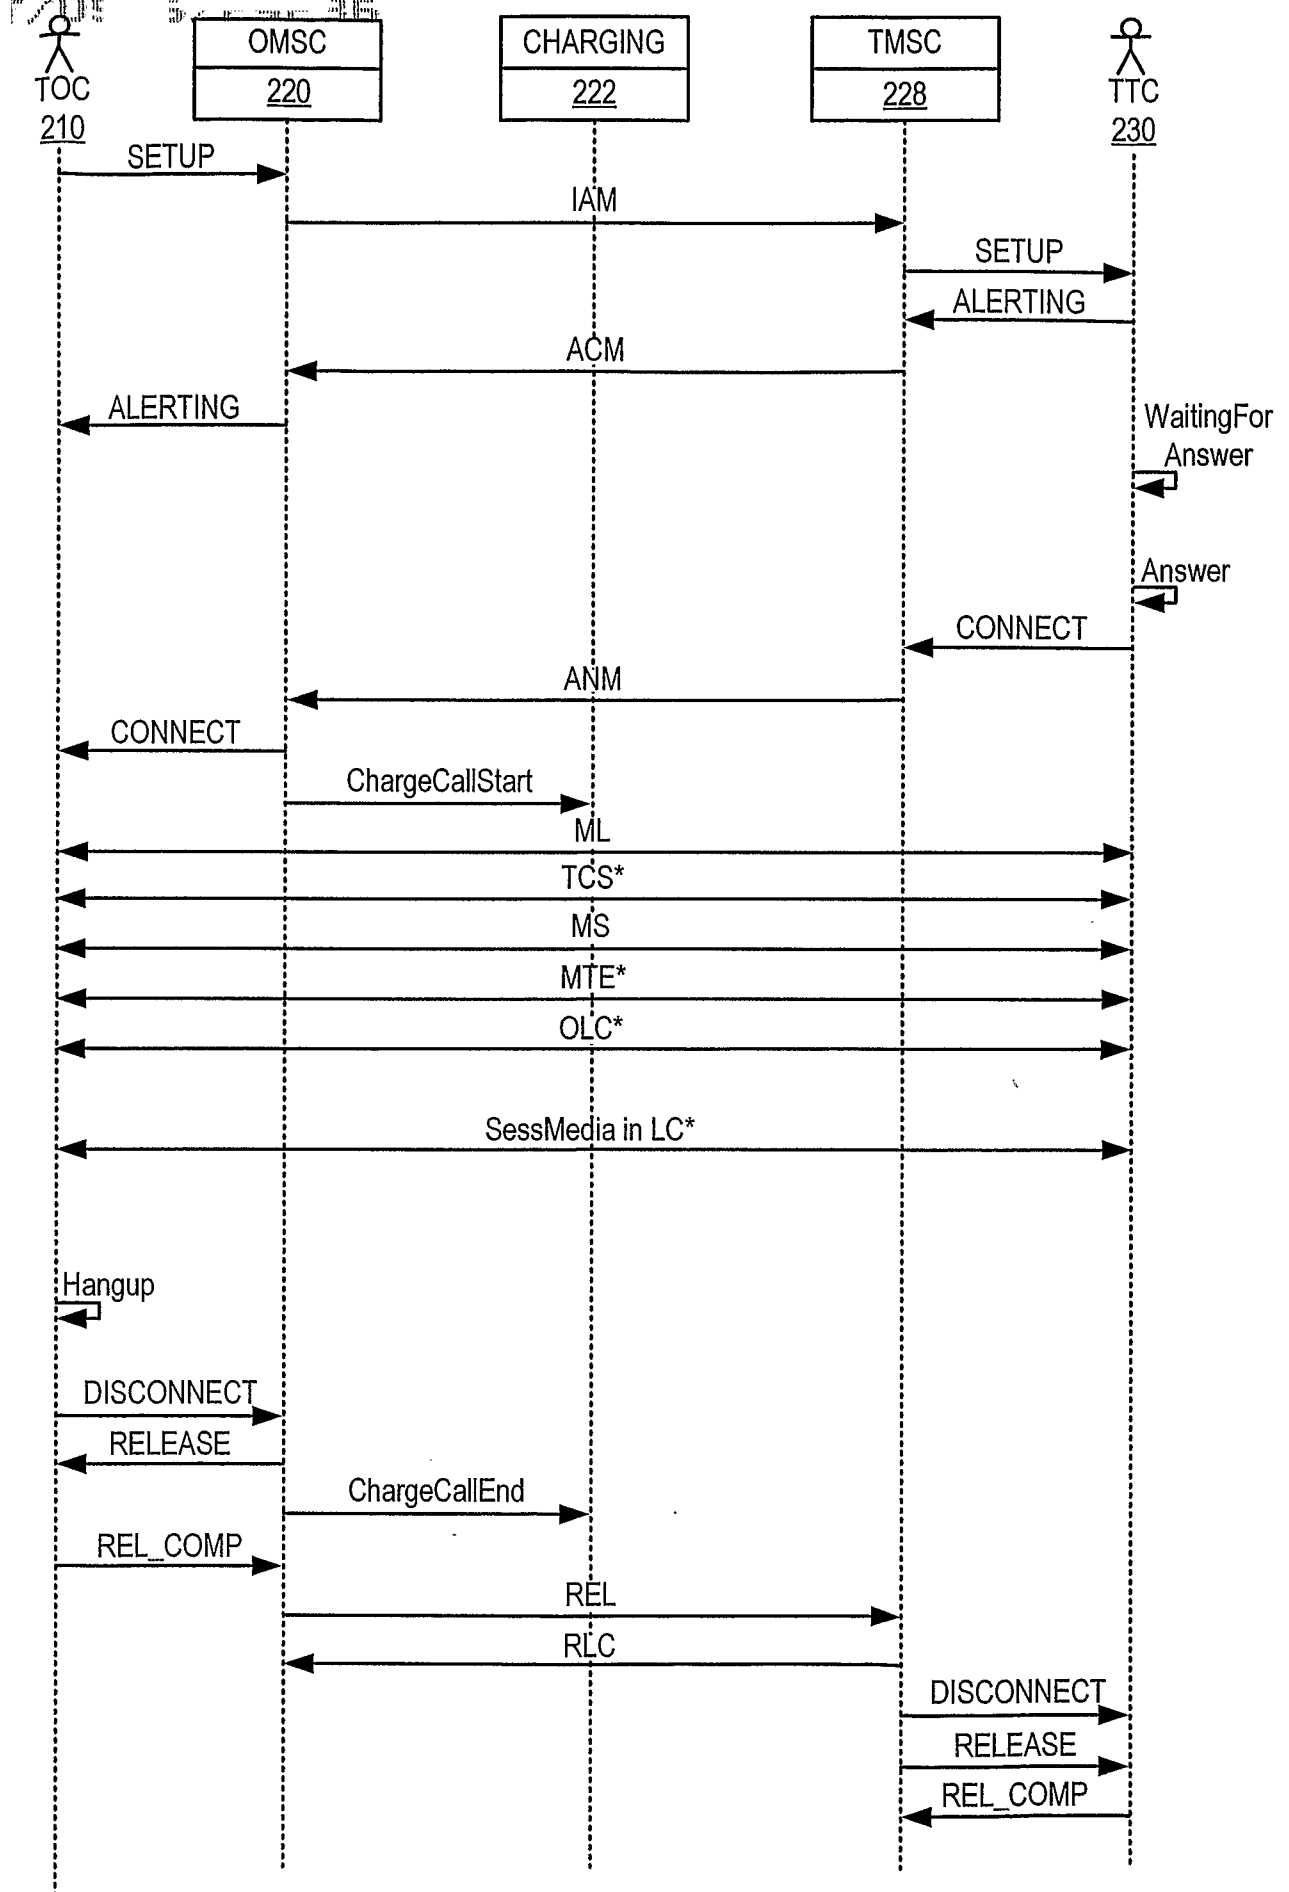 TOC
210
OMSC
220
CHARGING
222
TMSC
228
TTC
230
SETUP
IAM
SETUP
ALERTING
ACM
ALERTING
WaitingFor
Answer
Answer
CONNECT
ANM
CONNECT
ChargeCallStart
ML
TCS*
MS
MTE*
OLC*
SessMedia in LC*
Hangup
DISCONNECT
RELEASE
ChargeCallEnd
REL_COMP
REL
RLC
DISCONNECT
RELEASE
REL_COMP